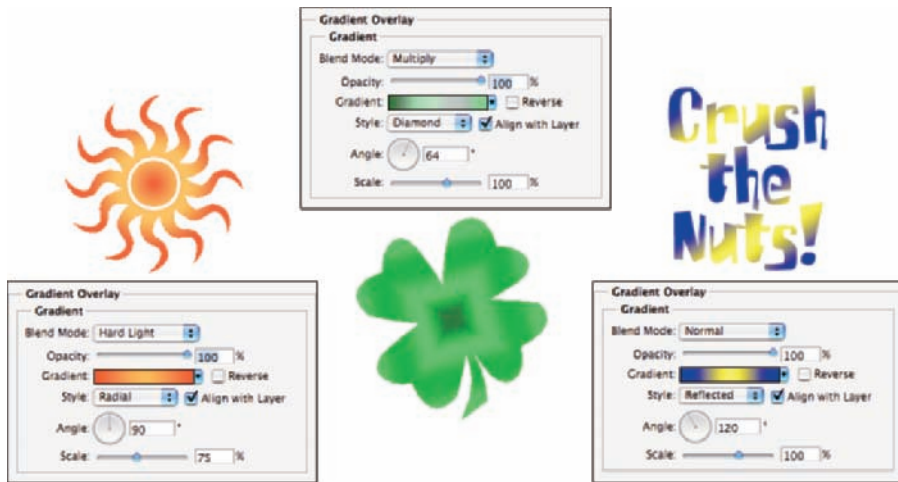 Gradient Overlay
Gradient
Blend Mode: Multiply
Opacity: 100 %
Gradient: Reverse
Style: Diamond Align with Layer
Angle: 64 °
Scale: 100 %
Crush
the
Nuts!
Gradient Overlay
Gradient
Blend Mode: Hard Light
Opacity: 100 %
Gradient: Reverse
Style: Radial Align with Layer
Angle: 90 °
Scale: 75 %
Gradient Overlay
Gradient
Blend Mode: Normal
Opacity: 100 %
Gradient: Reverse
Style: Reflected Align with Layer
Angle: 120 °
Scale: 100 %